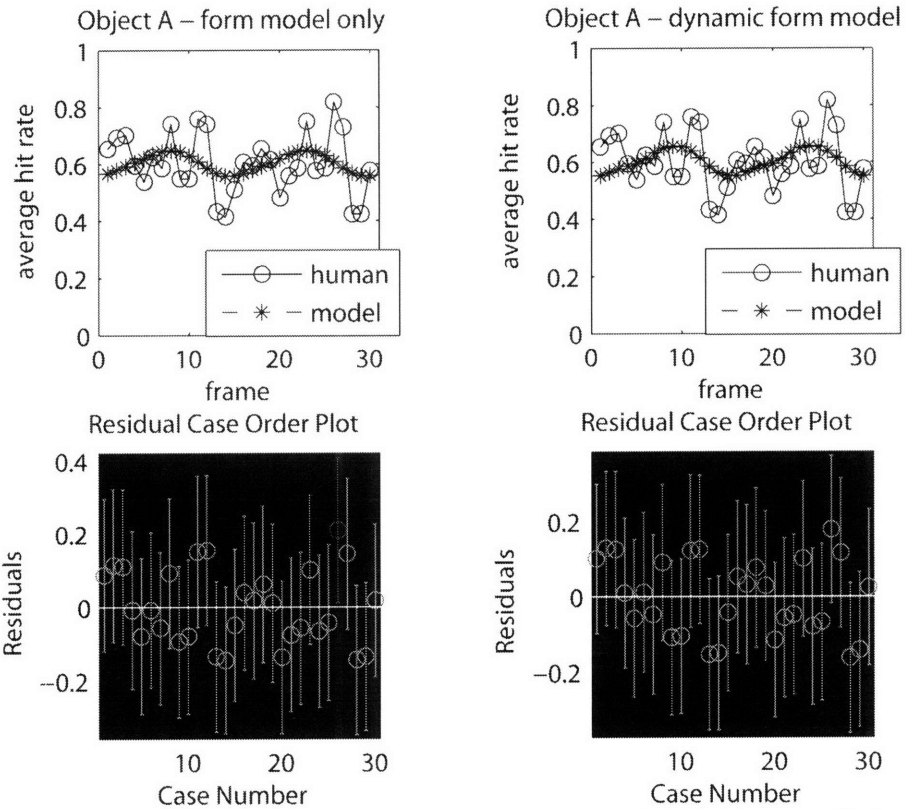 Object A – form model only
1
0.8
0.6
0.4
0.2
0
average hit rate
human
model
0 10 20 30
frame
Object A – dynamic form model
1
0.8
0.6
0.4
0.2
0
average hit rate
human
model
0 10 20 30
frame
Residual Case Order Plot
0.4
0.2
0
−0.2
Residuals
10 20 30
Case Number
Residual Case Order Plot
0.2
0
−0.2
Residuals
10 20 30
Case Number